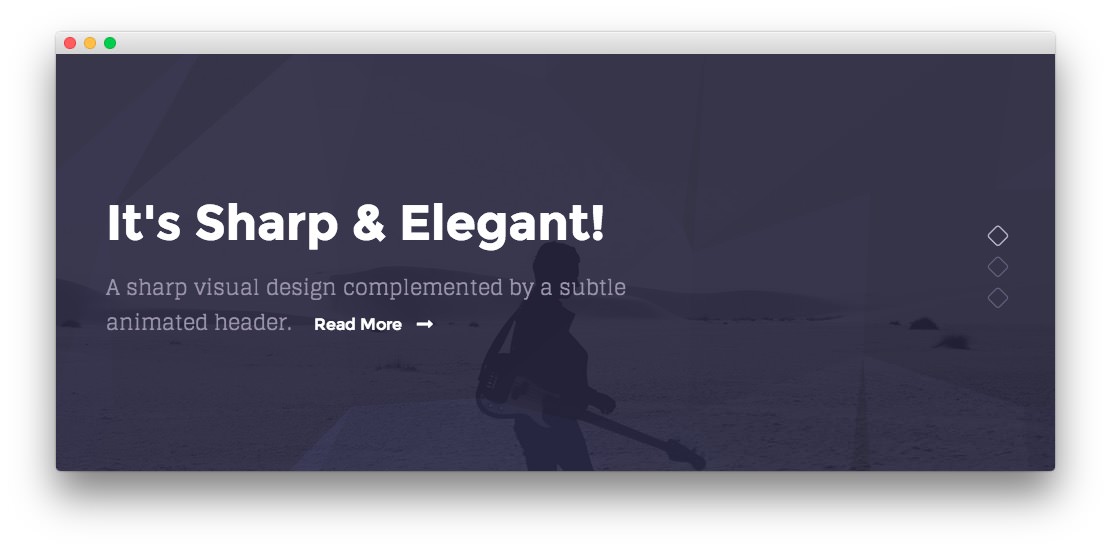 It's Sharp & Elegant!
A sharp visual design complemented by a subtle
animated header. Read More →